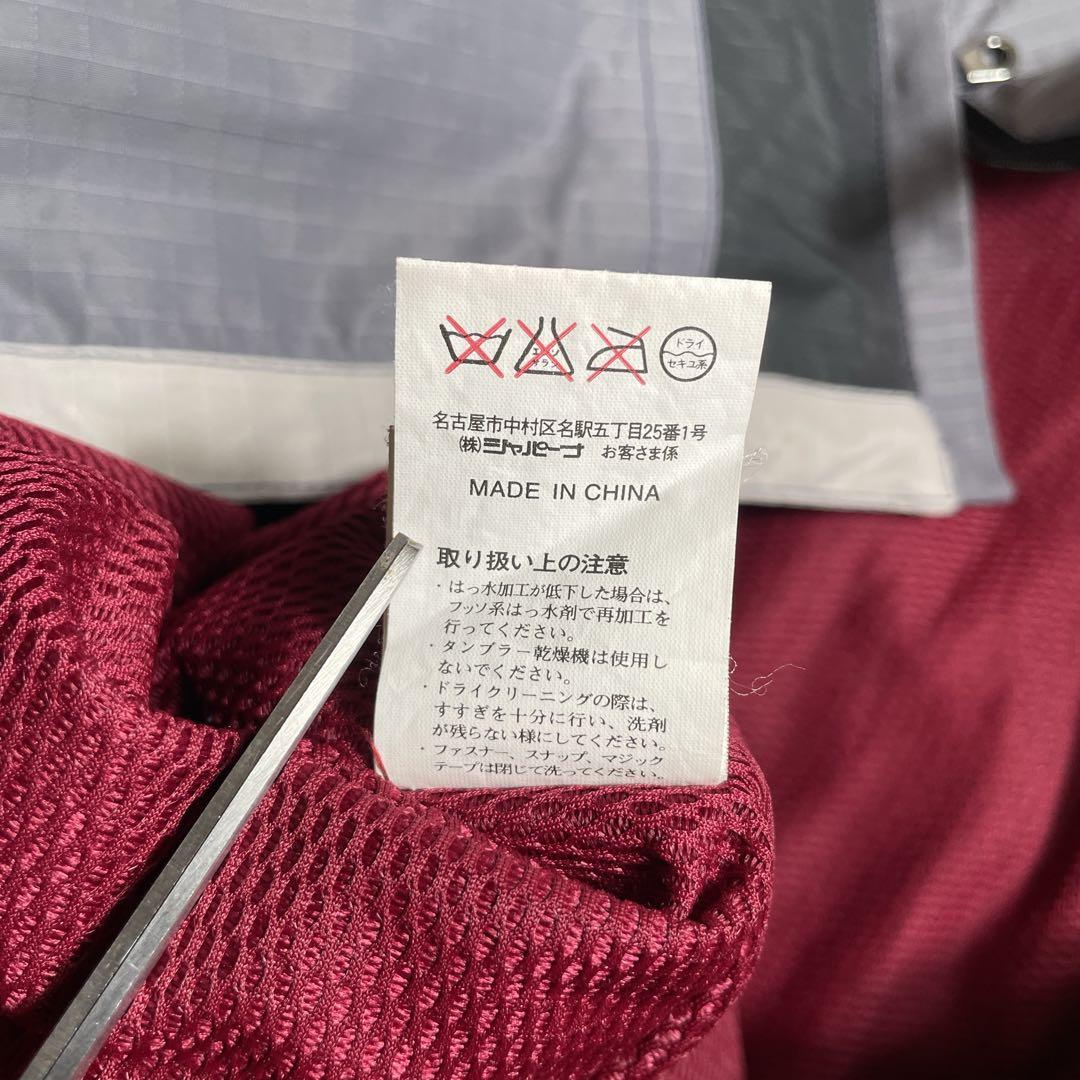 エンソ
サラシ
ドライ
セキユ系
名古屋市中村区名駅五丁目25番1号
(株)ジャパーナ お客さま係
MADE IN CHINA
取り扱い上の注意
・はっ水加工が低下した場合は、
フッソ系はっ水剤で再加工を
行ってください。
・タンブラー乾燥機は使用し
ないでください。
・ドライクリーニングの際は、
すすぎを十分に行い、洗剤
が残らない様にしてください。
・ファスナー、スナップ、マジック
テープは閉じて洗ってください。